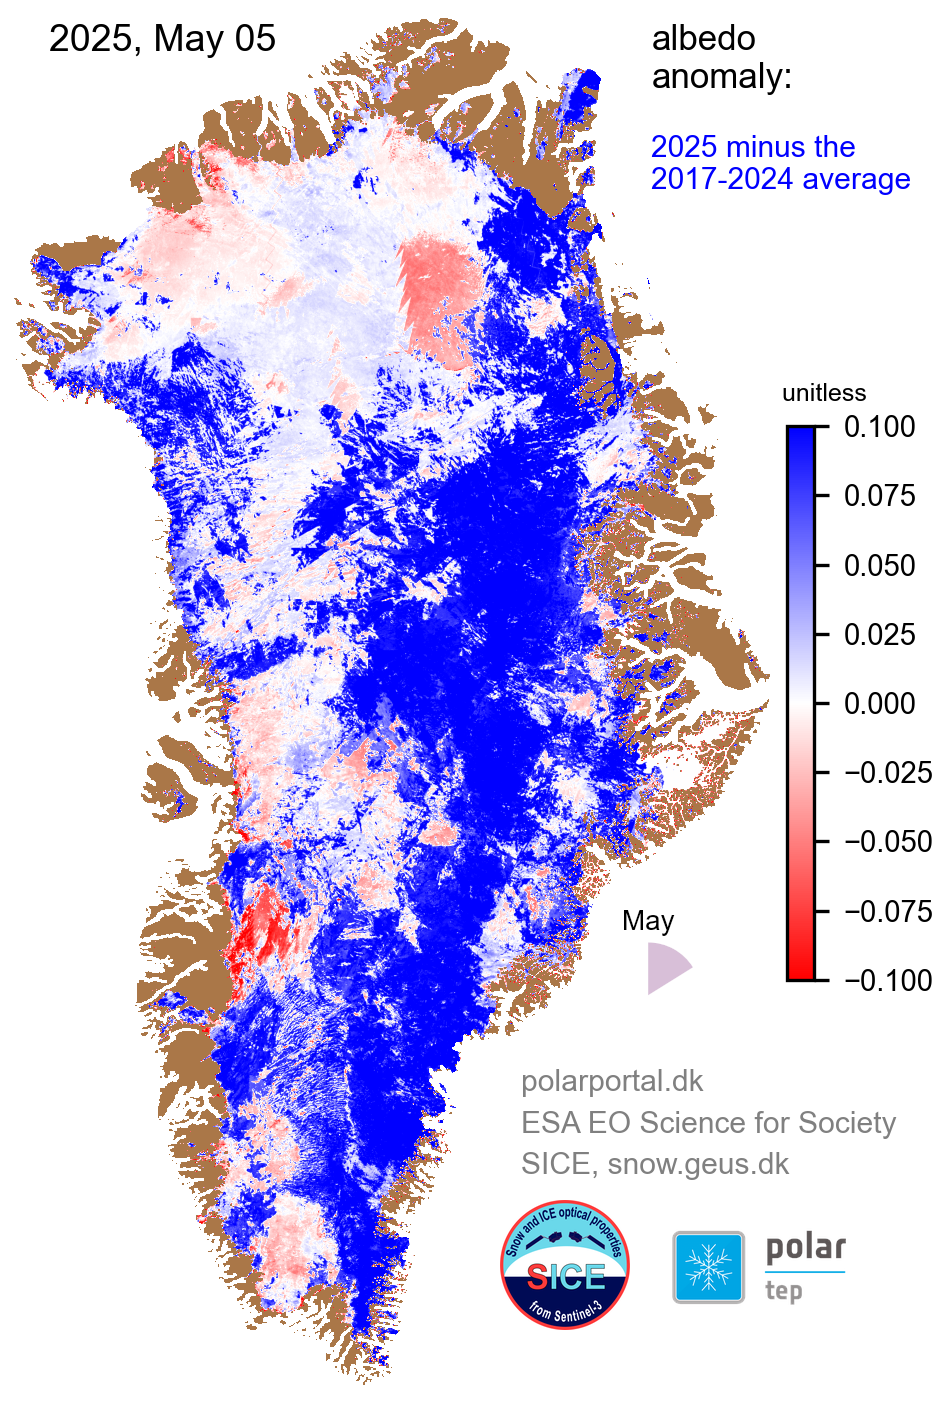 2025, May 05
albedo
anomaly:
2025 minus the
2017-2024 average
unitless
0.100
0.075
0.050
0.025
0.000
−0.025
−0.050
−0.075
−0.100
May
polarportal.dk
ESA EO Science for Society
SICE, snow.geus.dk
Snow and ICE optical properties
SICE
from Sentinel-3
polar
tep